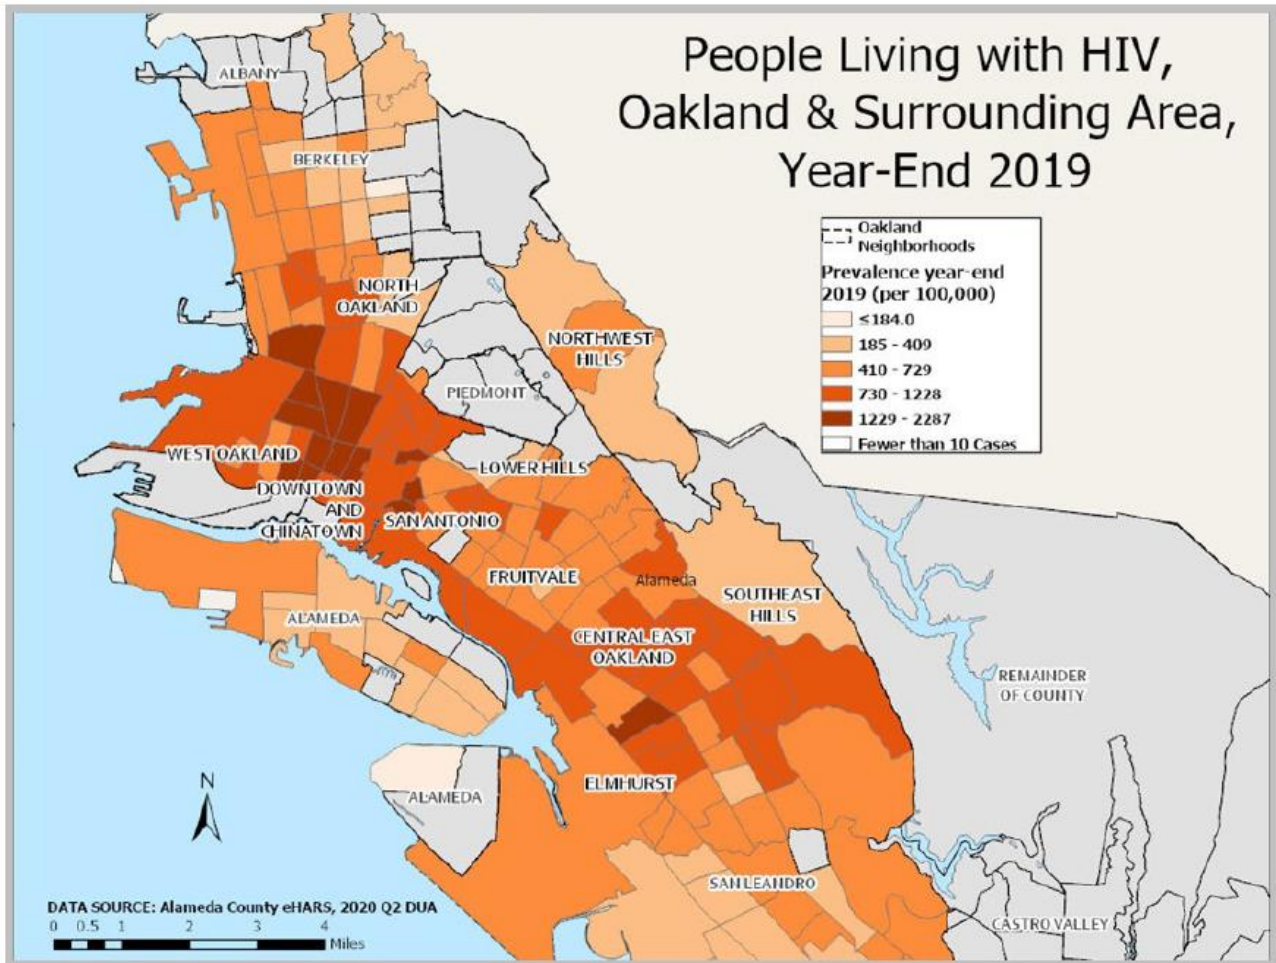 People Living with HIV,
Oakland & Surrounding Area,
Year-End 2019
Oakland
Neighborhoods
Prevalence year-end
2019 (per 100,000)
≤184.0
185 - 409
410 - 729
730 - 1228
1229 - 2287
Fewer than 10 Cases
ALBANY
BERKELEY
NORTH
OAKLAND
NORTHWEST
HILLS
PIEDMONT
WEST OAKLAND
LOWER HILLS
DOWNTOWN
AND
CHINATOWN
SAN ANTONIO
FRUITVALE
Alameda
SOUTHEAST
HILLS
ALAMEDA
CENTRAL EAST
OAKLAND
REMAINDER
OF COUNTY
ELMHURST
ALAMEDA
SAN LEANDRO
CASTRO VALLEY
N
DATA SOURCE: Alameda County eHARS, 2020 Q2 DUA
0 0.5 1 2 3 4
Miles